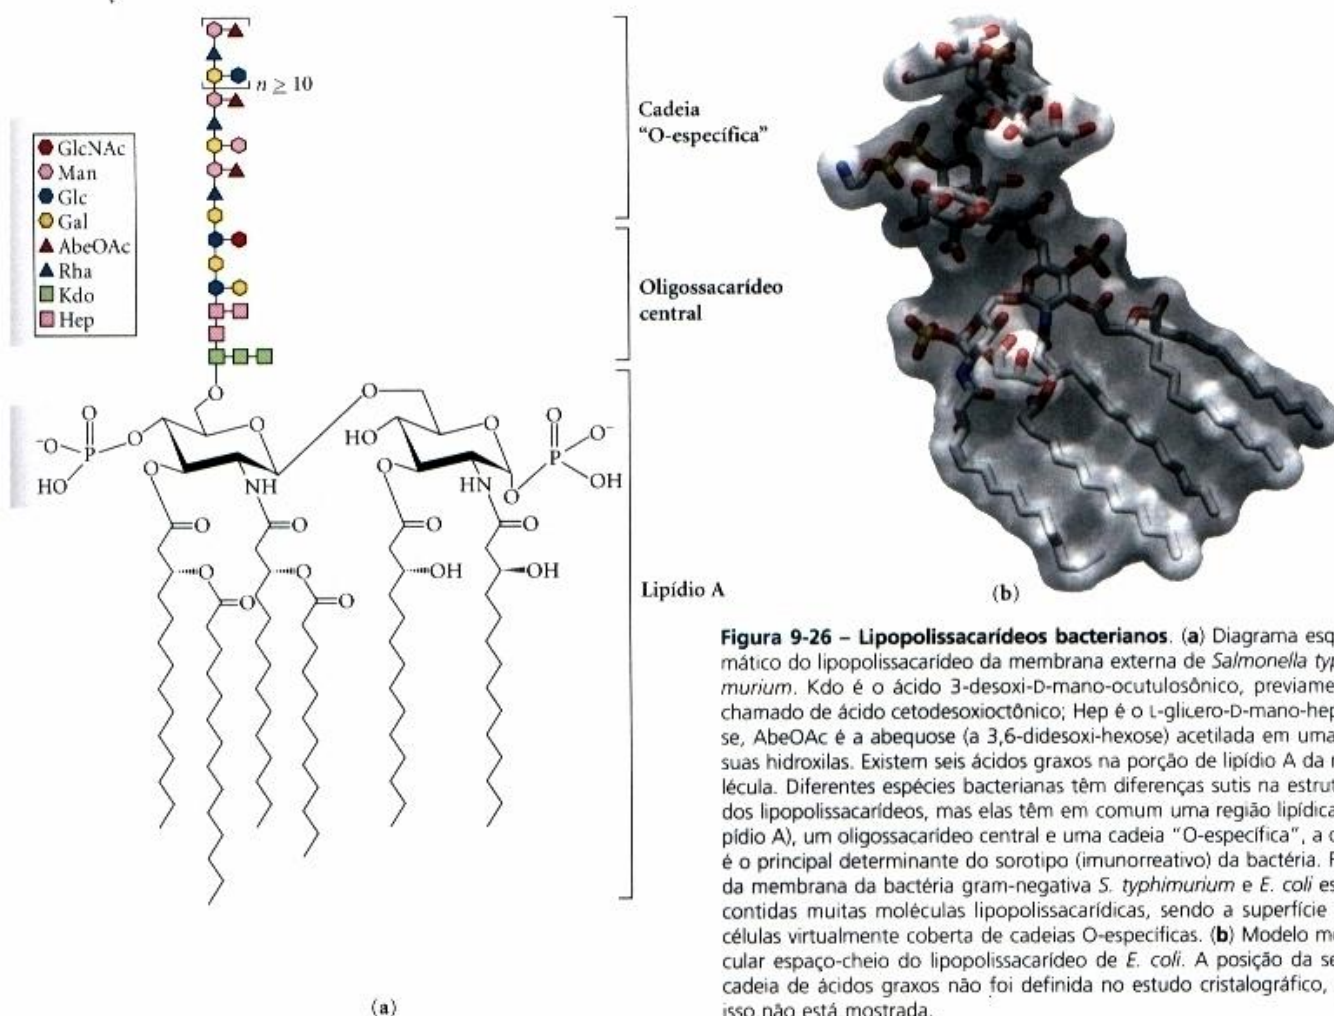 n ≥ 10
GlcNAc
Man
Glc
Gal
AbeOAc
Rha
Kdo
Hep
Cadeia
“O-específica”
Oligossacarídeo
central
Lipídio A
O
O
O
⁻O
P
O
HO
O
O
NH
O
O
O
O
O
HO
O
O
HN
O
O
P
O⁻
OH
O
O
OH
OH
(a)
(b)
Figura 9-26 – Lipopolissacarídeos bacterianos. (a) Diagrama esq
mático do lipopolissacarídeo da membrana externa de Salmonella typ
murium. Kdo é o ácido 3-desoxi-D-mano-ocutulosônico, previame
chamado de ácido cetodesoxioctônico; Hep é o L-glicero-D-mano-hep
se, AbeOAc é a abequose (a 3,6-didesoxi-hexose) acetilada em uma
suas hidroxilas. Existem seis ácidos graxos na porção de lipídio A da
lécula. Diferentes espécies bacterianas têm diferenças sutis na estrut
dos lipopolissacarídeos, mas elas têm em comum uma região lipídica
pídio A), um oligossacarídeo central e uma cadeia “O-específica”, a
é o principal determinante do sorotipo (imunorreativo) da bactéria.
da membrana da bactéria gram-negativa S. typhimurium e E. coli es
contidas muitas moléculas lipopolissacarídicas, sendo a superfície
células virtualmente coberta de cadeias O-específicas. (b) Modelo m
cular espaço-cheio do lipopolissacarídeo de E. coli. A posição da se
cadeia de ácidos graxos não foi definida no estudo cristalográfico,
isso não está mostrada.